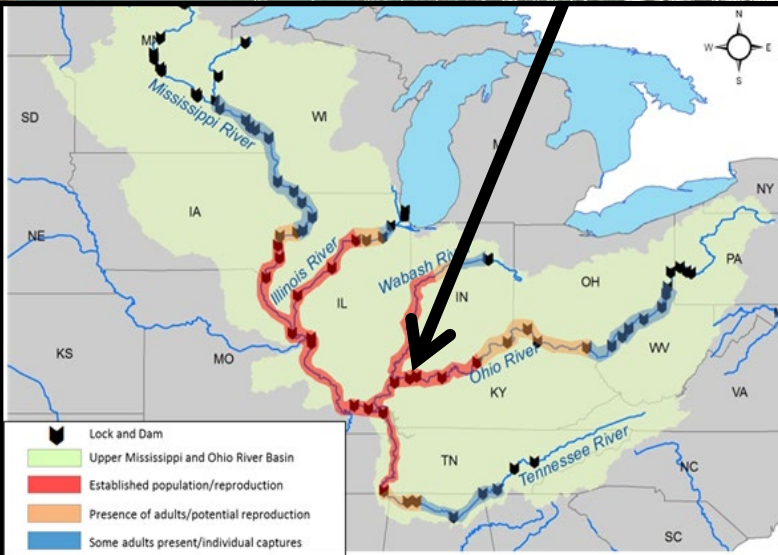 N
W
E
S
MN
Mississippi River
SD
WI
NY
IA
NE
PA
Illinois River
Wabash
OH
IL
IN
WV
Ohio River
KS
MO
KY
VA
Tennessee River
TN
NC
SC
Lock and Dam
Upper Mississippi and Ohio River Basin
Established population/reproduction
Presence of adults/potential reproduction
Some adults present/individual captures